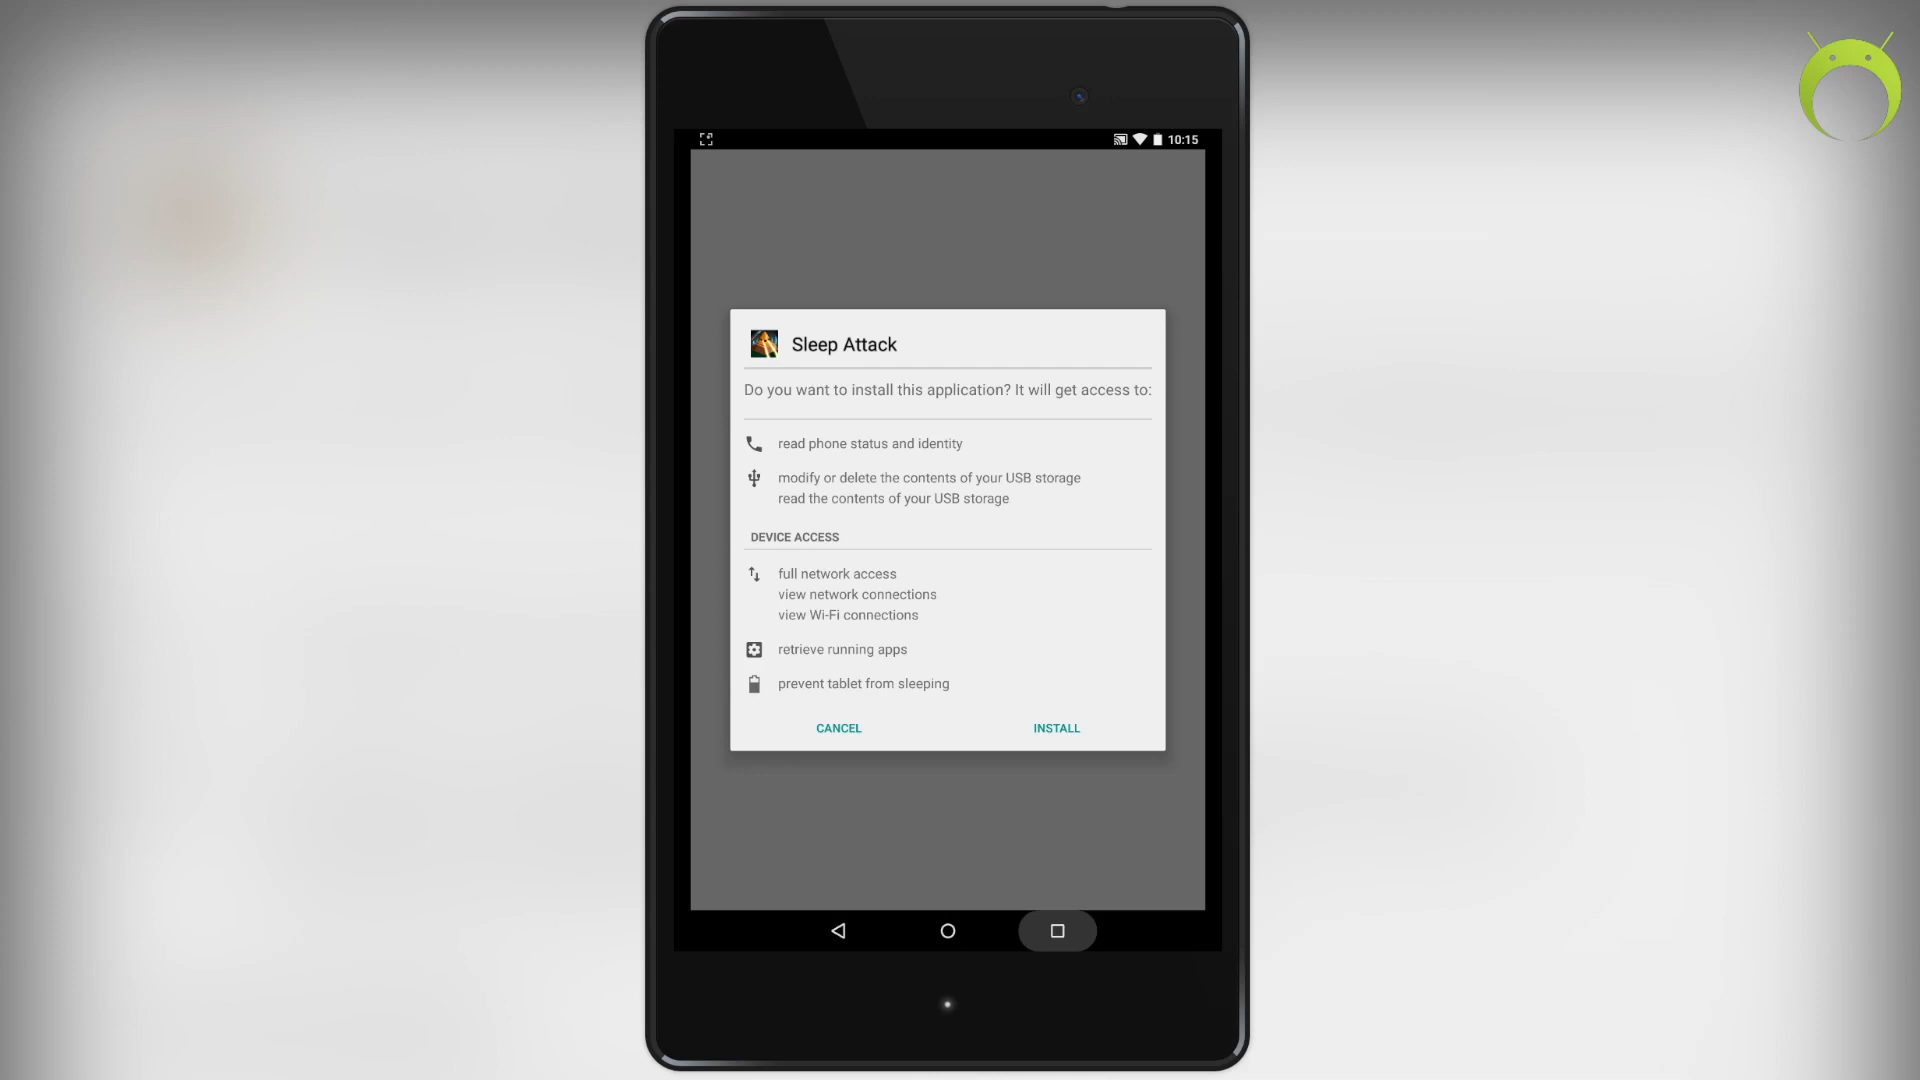 10:15
Sleep Attack
Do you want to install this application? It will get access to:
read phone status and identity
modify or delete the contents of your USB storage
read the contents of your USB storage
DEVICE ACCESS
full network access
view network connections
view Wi-Fi connections
retrieve running apps
prevent tablet from sleeping
CANCEL INSTALL